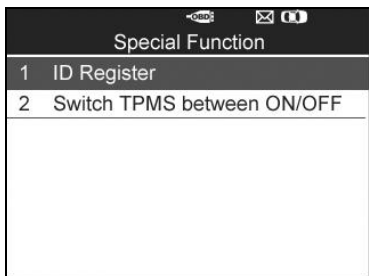 OBD
Special Function
1 ID Register
2 Switch TPMS between ON/OFF